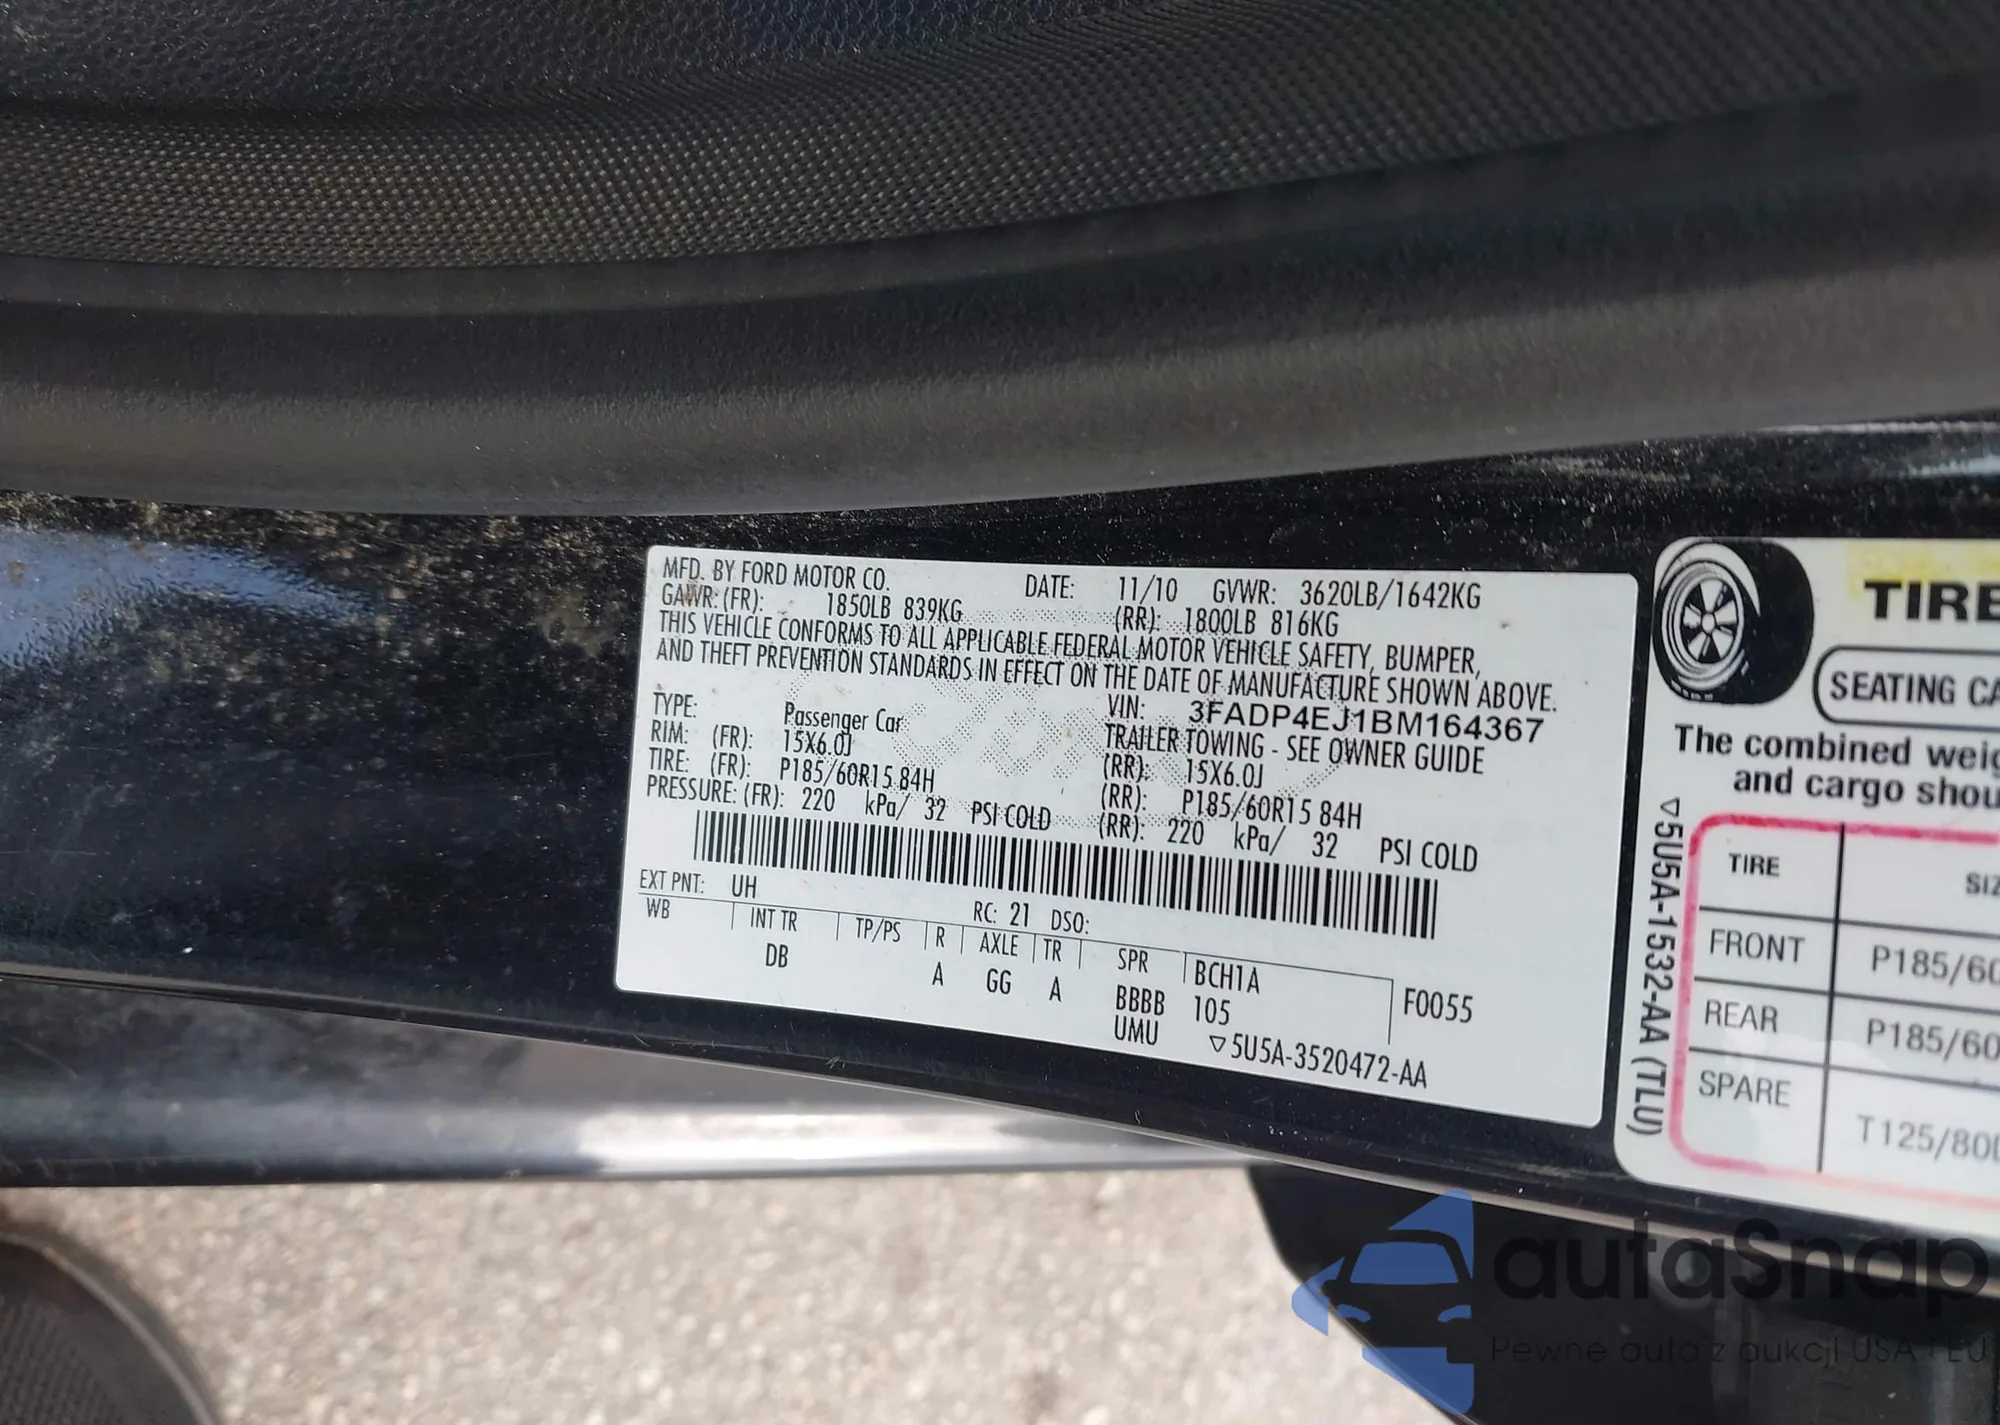 MFD. BY FORD MOTOR CO. DATE: 11/10 GVWR: 3620LB/1642KG
GAWR: (FR): 1850LB 839KG (RR): 1800LB 816KG
THIS VEHICLE CONFORMS TO ALL APPLICABLE FEDERAL MOTOR VEHICLE SAFETY, BUMPER,
AND THEFT PREVENTION STANDARDS IN EFFECT ON THE DATE OF MANUFACTURE SHOWN ABOVE.
VIN: 3FADP4EJ1BM164367
TYPE: Passenger Car TRAILER TOWING - SEE OWNER GUIDE
RIM: (FR): 15X6.0J (RR): 15X6.0J
TIRE: (FR): P185/60R15 84H (RR): P185/60R15 84H
PRESSURE: (FR): 220 kPa/ 32 PSI COLD (RR): 220 kPa/ 32 PSI COLD
EXT PNT: UH RC: 21 DSO:
WB INT TR TP/PS R AXLE TR SPR BCH1A
DB A GG A BBBB 105 F0055
UMU ▽5U5A-3520472-AA
TIRE
SEATING CA
The combined weig
and cargo shou
▽5U5A-1532-AA (TLU)
TIRE SIZ
FRONT P185/60
REAR P185/60
SPARE T125/80
autaSnap
Pewne auta z aukcji USA i EU